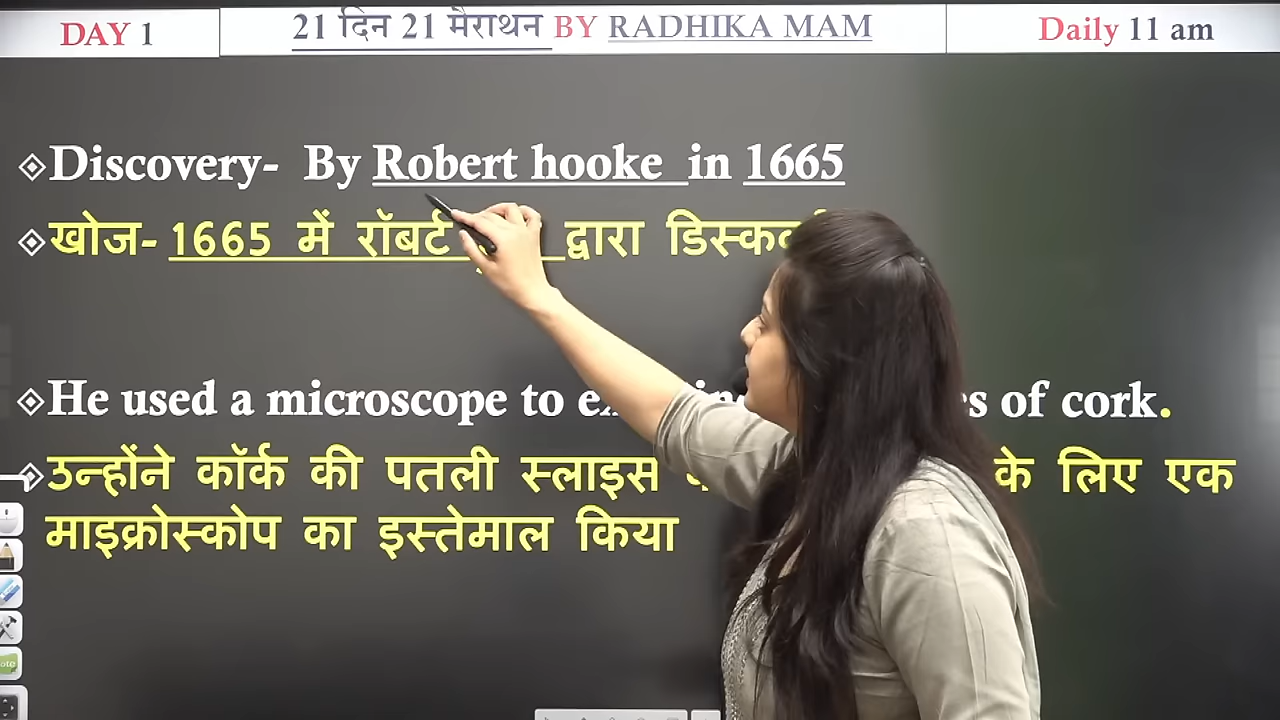 DAY 1
21 दिन 21 मैराथन BY RADHIKA MAM
Daily 11 am
Discovery- By Robert hooke in 1665
खोज- 1665 में रॉबर्ट द्वारा
He used a microscope to of cork.
उन्होंने कॉर्क की पतली स्लाइस के लिए एक
माइक्रोस्कोप का इस्तेमाल किया